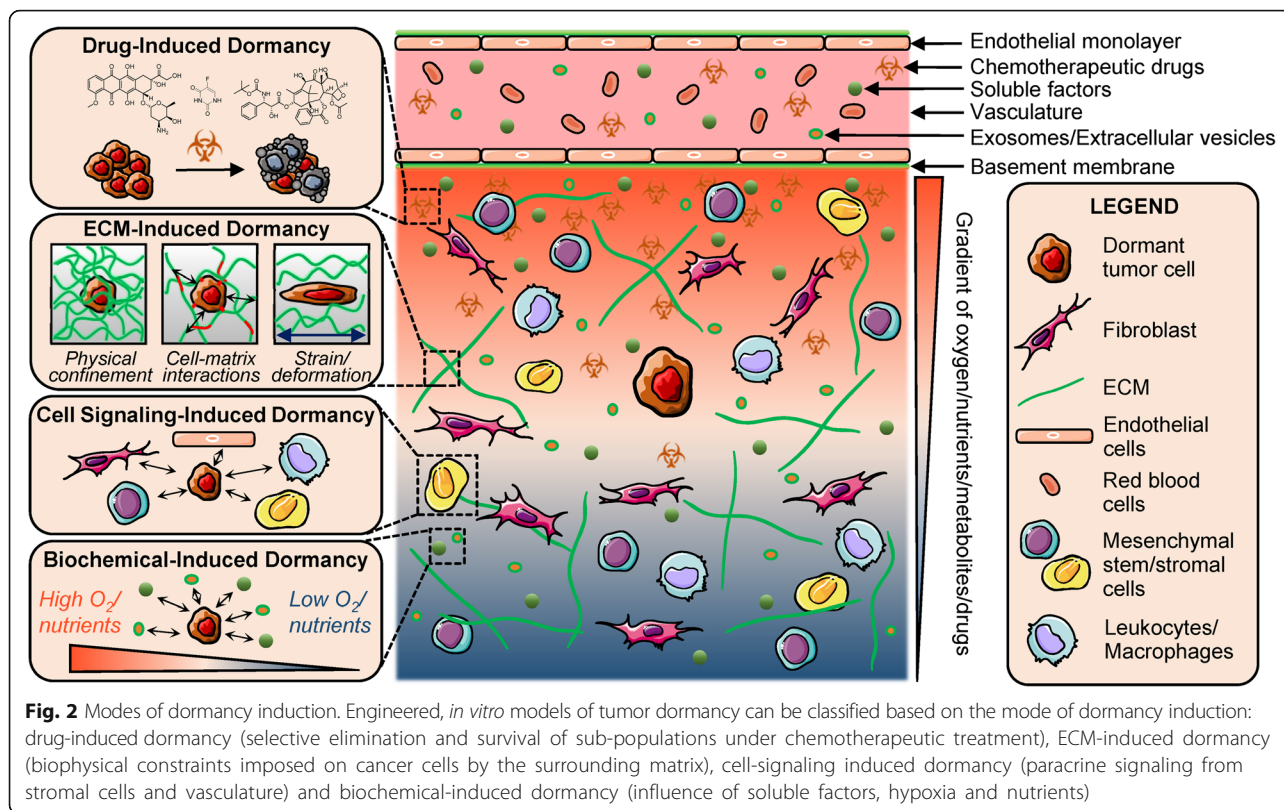 Drug-Induced Dormancy
ECM-Induced Dormancy
Physical
confinement
Cell-matrix
interactions
Strain/
deformation
Cell Signaling-Induced Dormancy
Biochemical-Induced Dormancy
High O2/
nutrients
Low O2/
nutrients
Endothelial monolayer
Chemotherapeutic drugs
Soluble factors
Vasculature
Exosomes/Extracellular vesicles
Basement membrane
Gradient of oxygen/nutrients/metabolites/drugs
LEGEND
Dormant
tumor cell
Fibroblast
ECM
Endothelial
cells
Red blood
cells
Mesenchymal
stem/stromal
cells
Leukocytes/
Macrophages
Fig. 2 Modes of dormancy induction. Engineered, in vitro models of tumor dormancy can be classified based on the mode of dormancy induction:
drug-induced dormancy (selective elimination and survival of sub-populations under chemotherapeutic treatment), ECM-induced dormancy
(biophysical constraints imposed on cancer cells by the surrounding matrix), cell-signaling induced dormancy (paracrine signaling from
stromal cells and vasculature) and biochemical-induced dormancy (influence of soluble factors, hypoxia and nutrients)